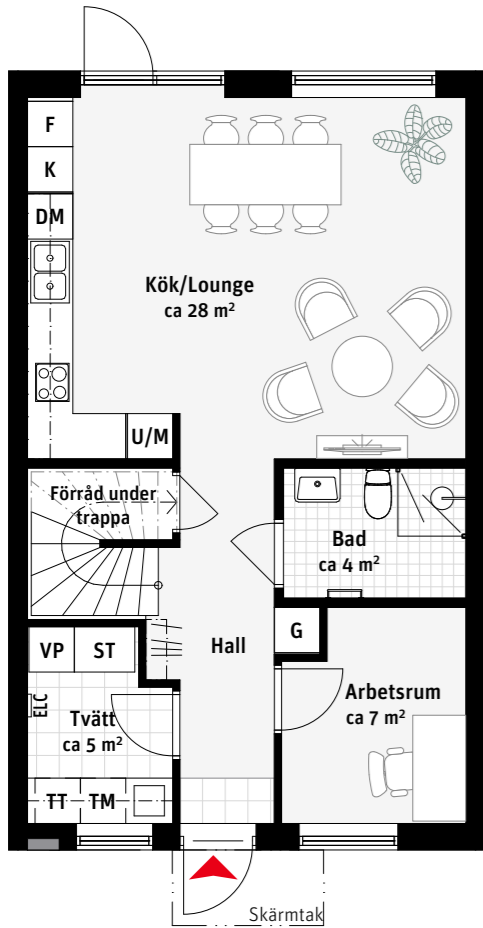 F
K
DM
Kök/Lounge
ca 28 m²
U/M
Förråd under
trappa
Bad
ca 4 m²
VP
ST
Hall
G
ELC
Tvätt
ca 5 m²
Arbetsrum
ca 7 m²
TT
TM
Skärmtak